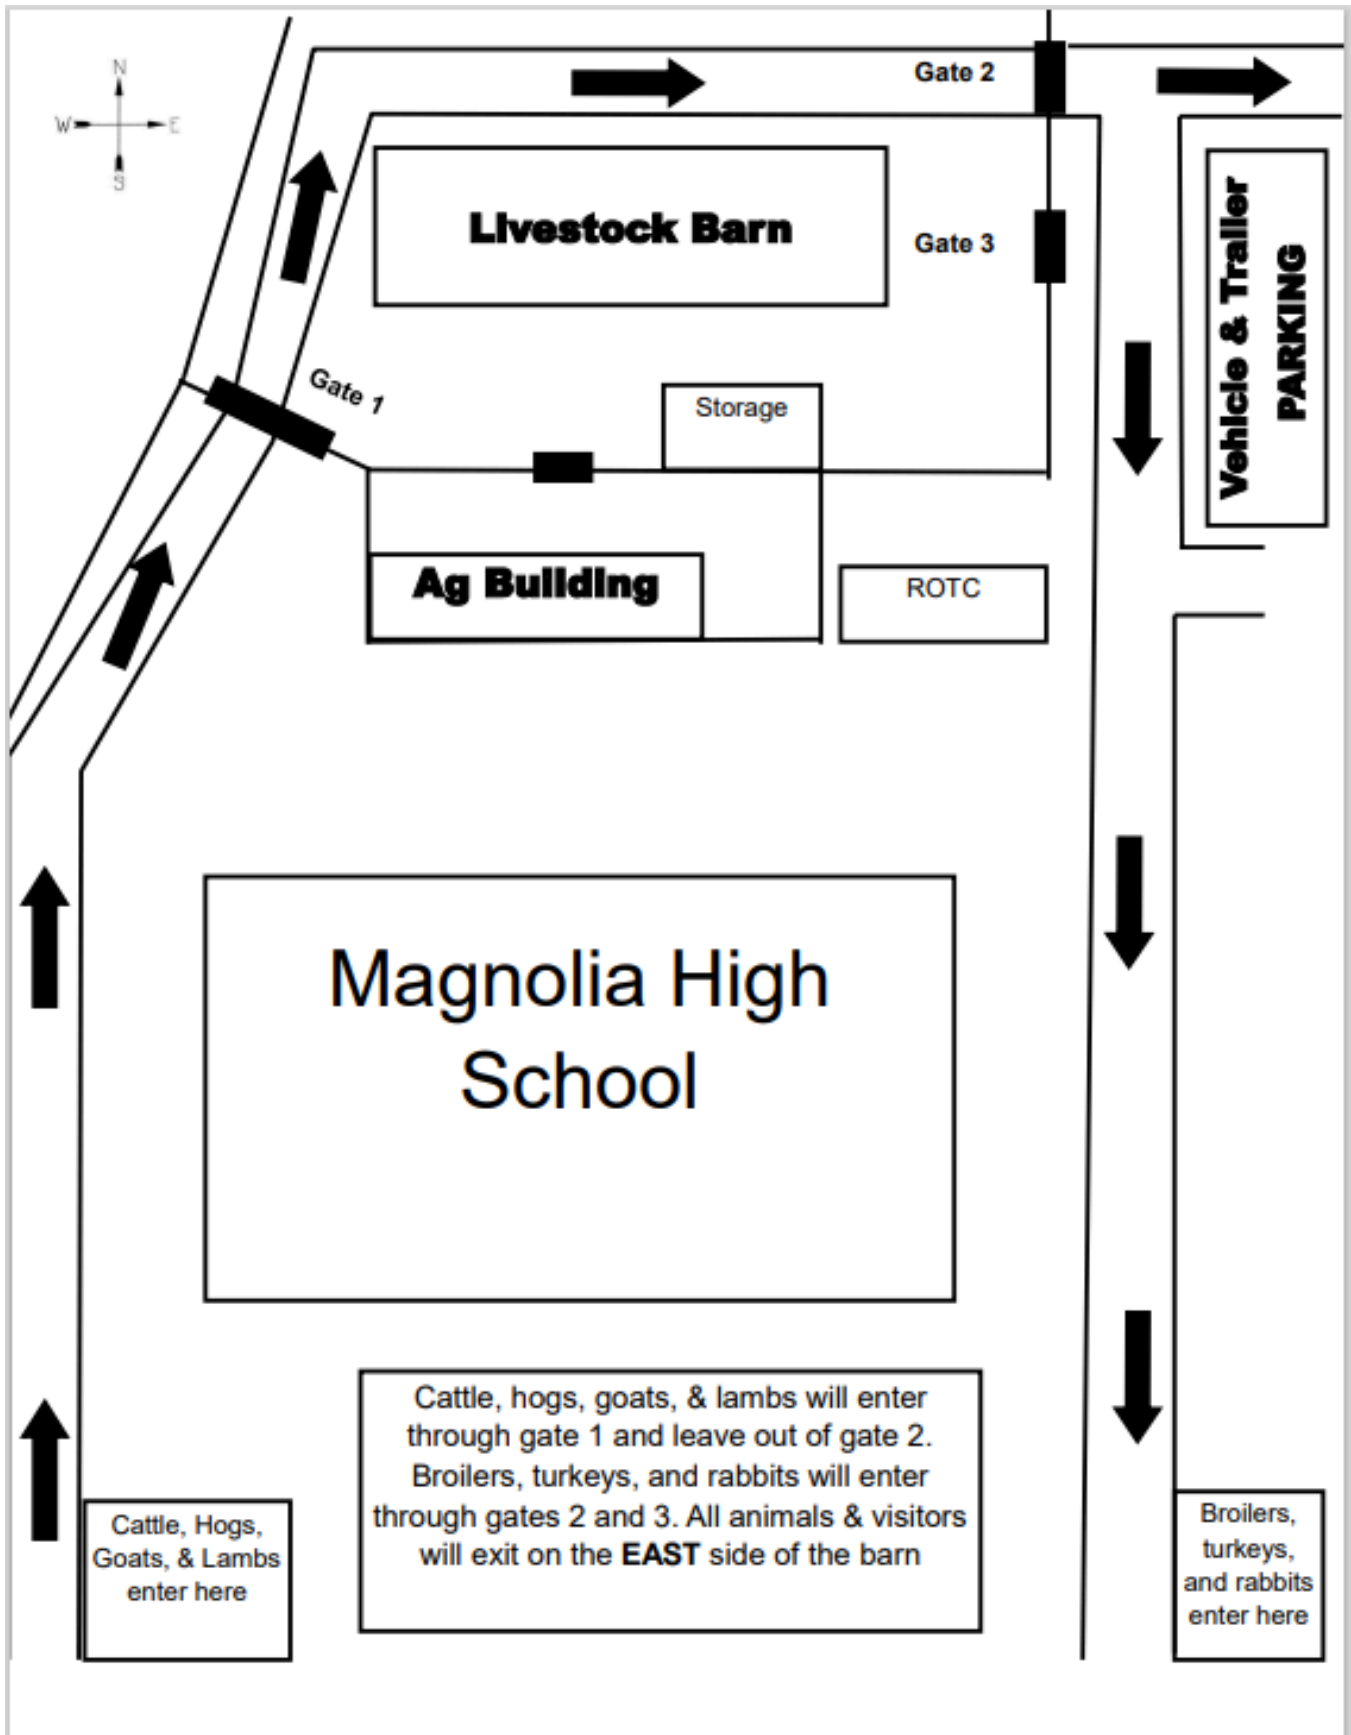 N
W E
S
Gate 2
Livestock Barn
Gate 3
Vehicle & Trailer
PARKING
Gate 1
Storage
Ag Building
ROTC
Magnolia High
School
Cattle, hogs, goats, & lambs will enter
through gate 1 and leave out of gate 2.
Broilers, turkeys, and rabbits will enter
through gates 2 and 3. All animals & visitors
will exit on the EAST side of the barn
Cattle, Hogs,
Goats, & Lambs
enter here
Broilers,
turkeys,
and rabbits
enter here